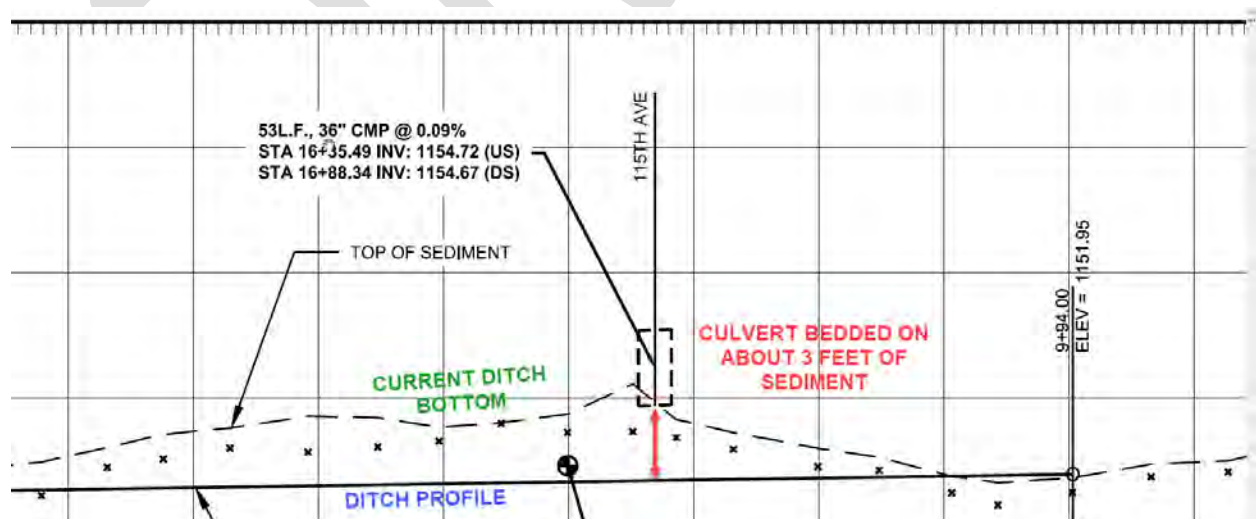 53L.F., 36" CMP @ 0.09%
STA 16+35.49 INV: 1154.72 (US)
STA 16+88.34 INV: 1154.67 (DS)
115TH AVE
TOP OF SEDIMENT
9+94.00
ELEV = 1151.95
CULVERT BEDDED ON
ABOUT 3 FEET OF
SEDIMENT
CURRENT DITCH
BOTTOM
DITCH PROFILE